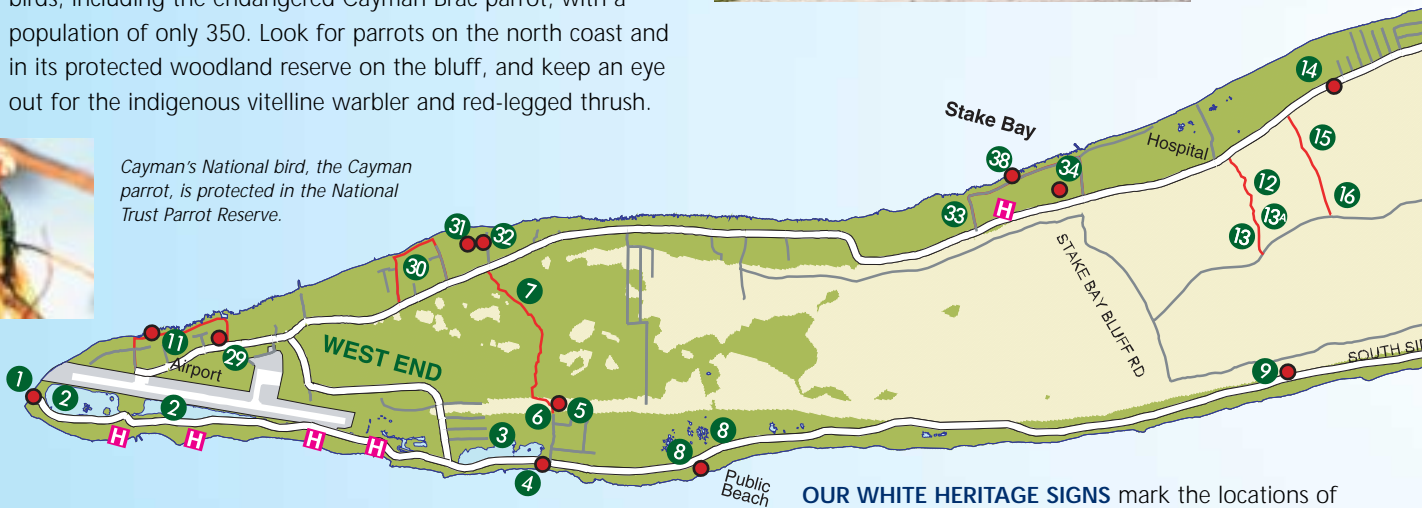 birds, including the endangered Cayman Brac parrot, with a
population of only 350. Look for parrots on the north coast and
in its protected woodland reserve on the bluff, and keep an eye
out for the indigenous vitelline warbler and red-legged thrush.
Cayman's National bird, the Cayman
parrot, is protected in the National
Trust Parrot Reserve.
14
Stake Bay
Hospital
15
38
34
12
16
33
H
13A
13
31
32
30
7
STAKE BAY BLUFF RD
11
29
WEST END
Airport
SOUTH SID
9
1
2
2
6
5
3
8
8
H
H
H
H
4
Public
Beach
OUR WHITE HERITAGE SIGNS mark the locations of